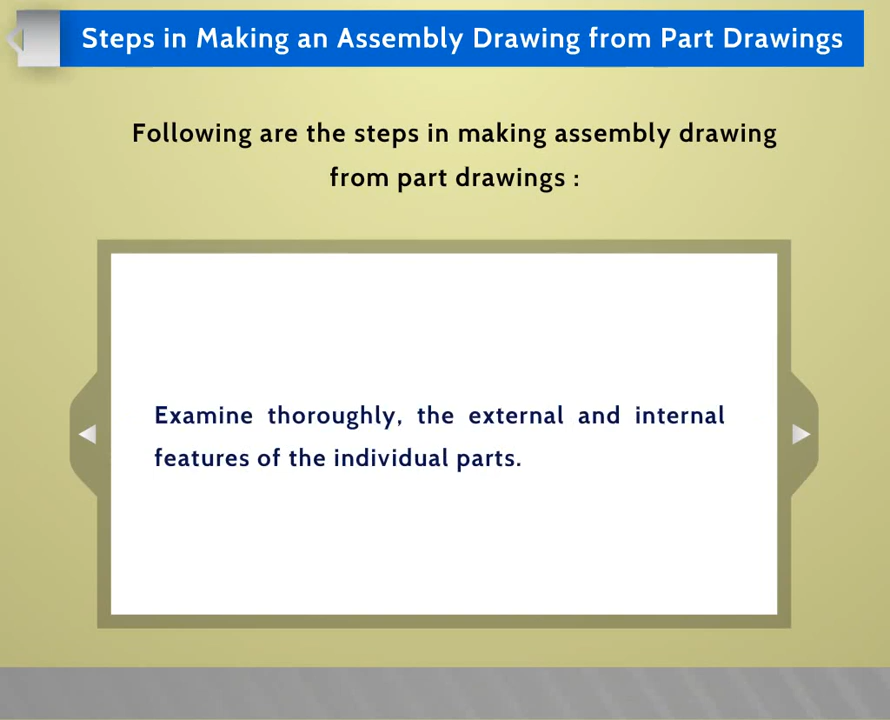 Steps in Making an Assembly Drawing from Part Drawings
Following are the steps in making assembly drawing
from part drawings :
Examine thoroughly, the external and internal
features of the individual parts.